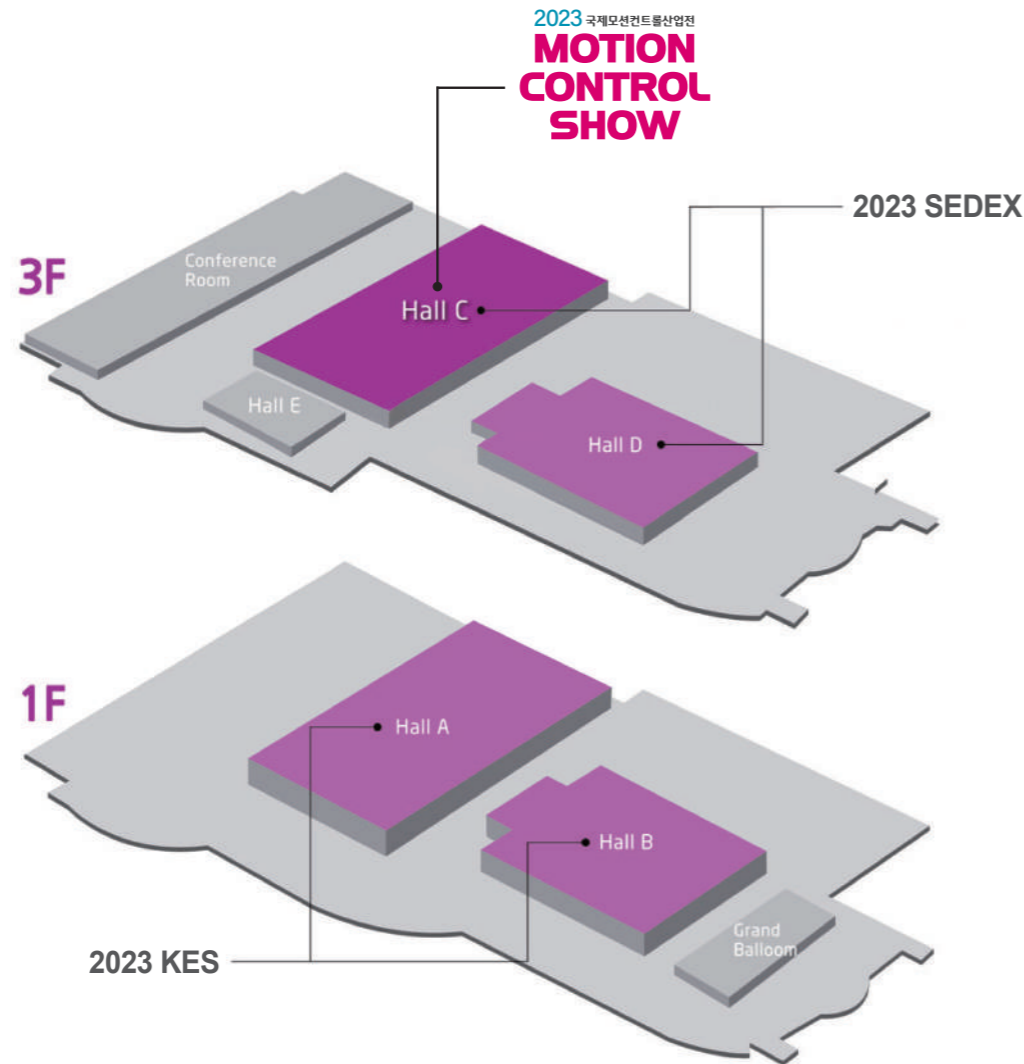 2023 국제모션컨트롤산업전
MOTION
CONTROL
SHOW
2023 SEDEX
3F
Conference
Room
Hall C
Hall E
Hall D
1F
Hall A
Hall B
Grand
Balloom
2023 KES